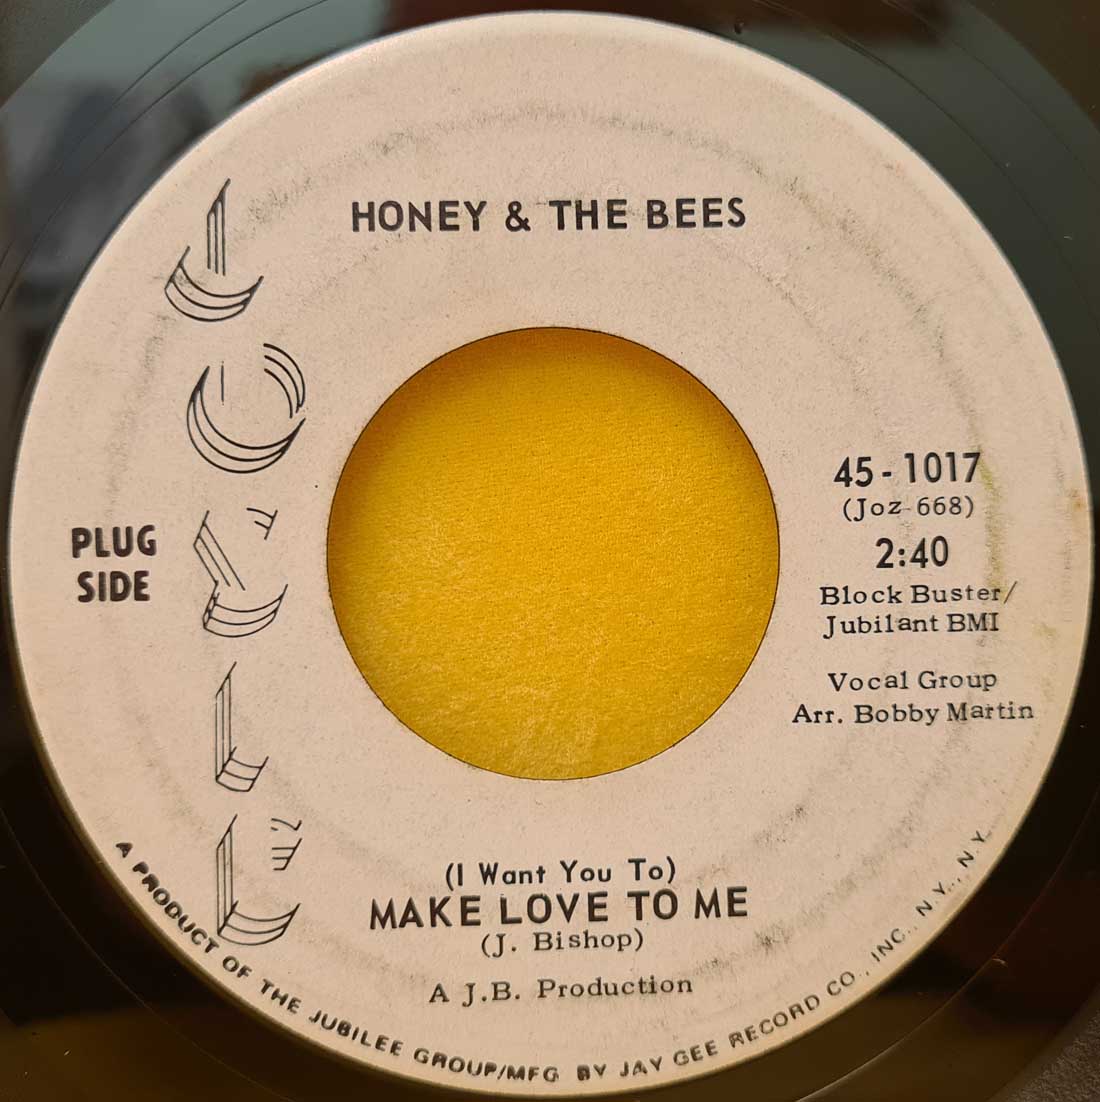 HONEY & THE BEES
JOSIE
PLUG
SIDE
45-1017
(Joz-668)
2:40
Block Buster/
Jubilant BMI
Vocal Group
Arr. Bobby Martin
(I Want You To)
MAKE LOVE TO ME
(J. Bishop)
A J.B. Production
A PRODUCT OF THE JUBILEE GROUP/MFG BY JAY GEE RECORD CO., INC., N.Y., N.Y.